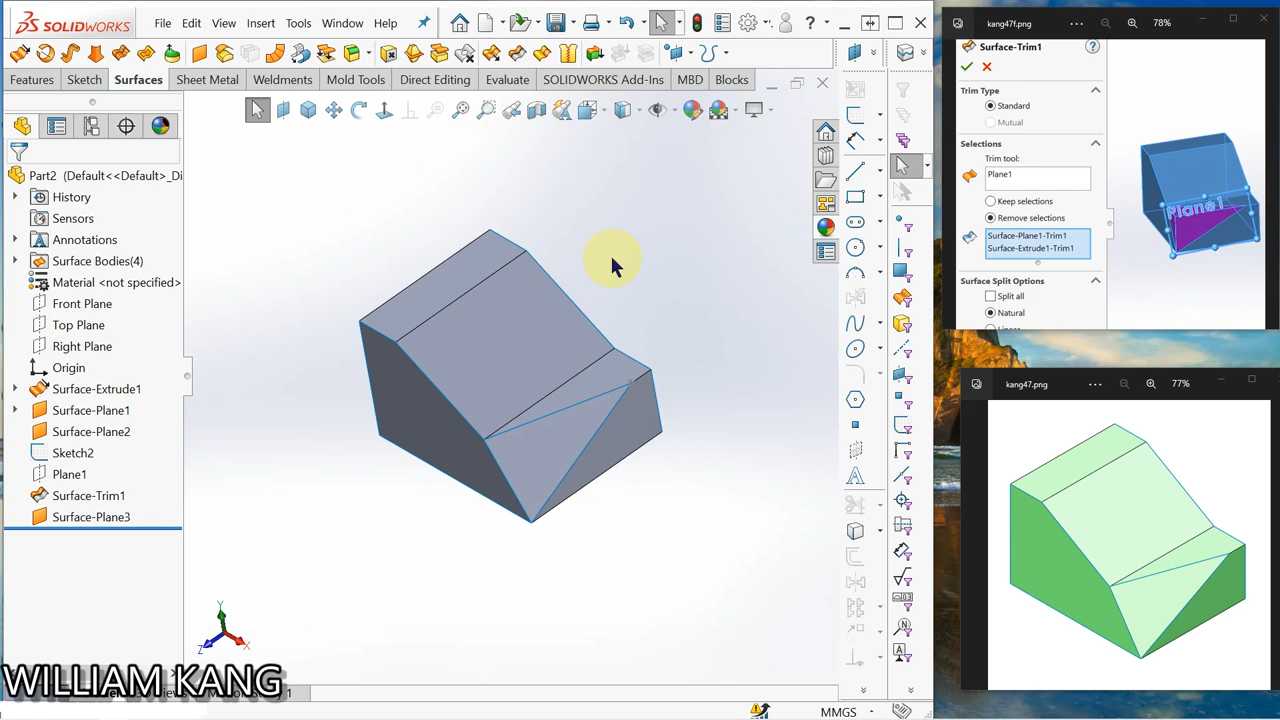 SOLIDWORKS
File
Edit
View
Insert
Tools
Window
Help
Features
Sketch
Surfaces
Sheet Metal
Weldments
Mold Tools
Direct Editing
Evaluate
SOLIDWORKS Add-Ins
MBD
Blocks
Part2 (Default<<Default>_Di
History
Sensors
Annotations
Surface Bodies(4)
Material <not specified>
Front Plane
Top Plane
Right Plane
Origin
Surface-Extrude1
Surface-Plane1
Surface-Plane2
Sketch2
Plane1
Surface-Trim1
Surface-Plane3
Y
X
Z
WILLIAM KANG
MMGS
kang47f.png
78%
Surface-Trim1
Trim Type
Standard
Mutual
Selections
Trim tool:
Plane1
Keep selections
Remove selections
Surface-Plane1-Trim1
Surface-Extrude1-Trim1
Surface Split Options
Split all
Natural
Plane1
kang47.png
77%